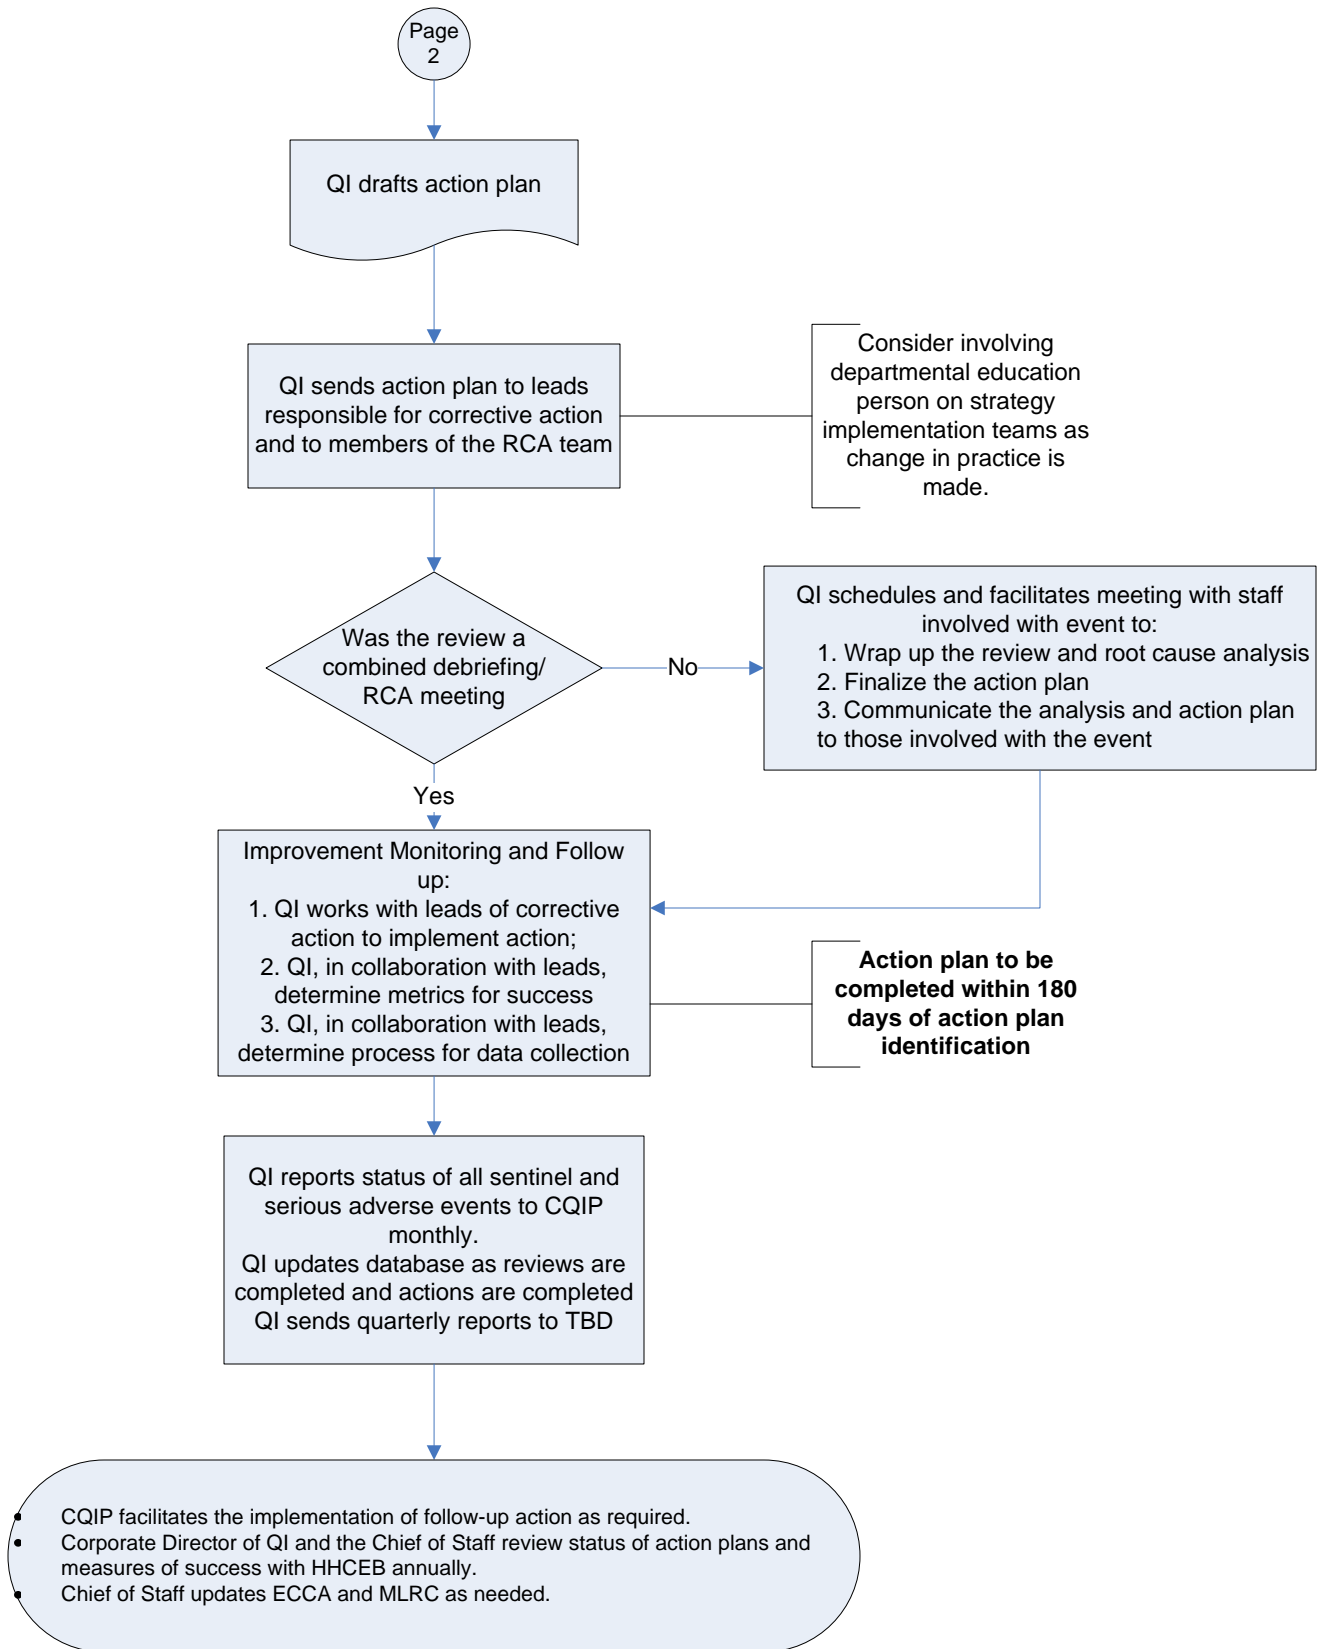 Page
2
QI drafts action plan
QI sends action plan to leads
responsible for corrective action
and to members of the RCA team
Consider involving
departmental education
person on strategy
implementation teams as
change in practice is
made.
Was the review a
combined debriefing/
RCA meeting
No
QI schedules and facilitates meeting with staff
involved with event to:
1. Wrap up the review and root cause analysis
2. Finalize the action plan
3. Communicate the analysis and action plan
to those involved with the event
Yes
Improvement Monitoring and Follow
up:
1. QI works with leads of corrective
action to implement action;
2. QI, in collaboration with leads,
determine metrics for success
3. QI, in collaboration with leads,
determine process for data collection
Action plan to be
completed within 180
days of action plan
identification
QI reports status of all sentinel and
serious adverse events to CQIP
monthly.
QI updates database as reviews are
completed and actions are completed
QI sends quarterly reports to TBD
• CQIP facilitates the implementation of follow-up action as required.
• Corporate Director of QI and the Chief of Staff review status of action plans and
measures of success with HHCEB annually.
• Chief of Staff updates ECCA and MLRC as needed.